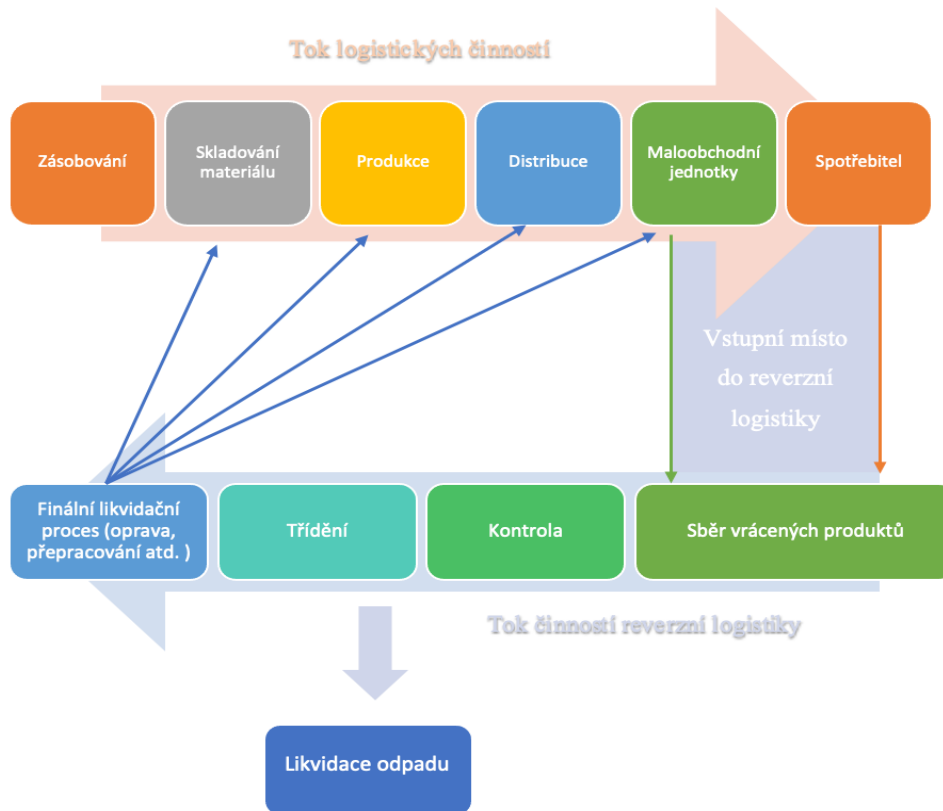 Tok logistických činností
Zásobování
Skladování
materiálu
Produkce
Distribuce
Maloobchodní
jednotky
Spotřebitel
Vstupní místo
do reverzní
logistiky
Finální likvidační
proces (oprava,
přepracování atd. )
Třídění
Kontrola
Sběr vrácených produktů
Tok činností reverzní logistiky
Likvidace odpadu